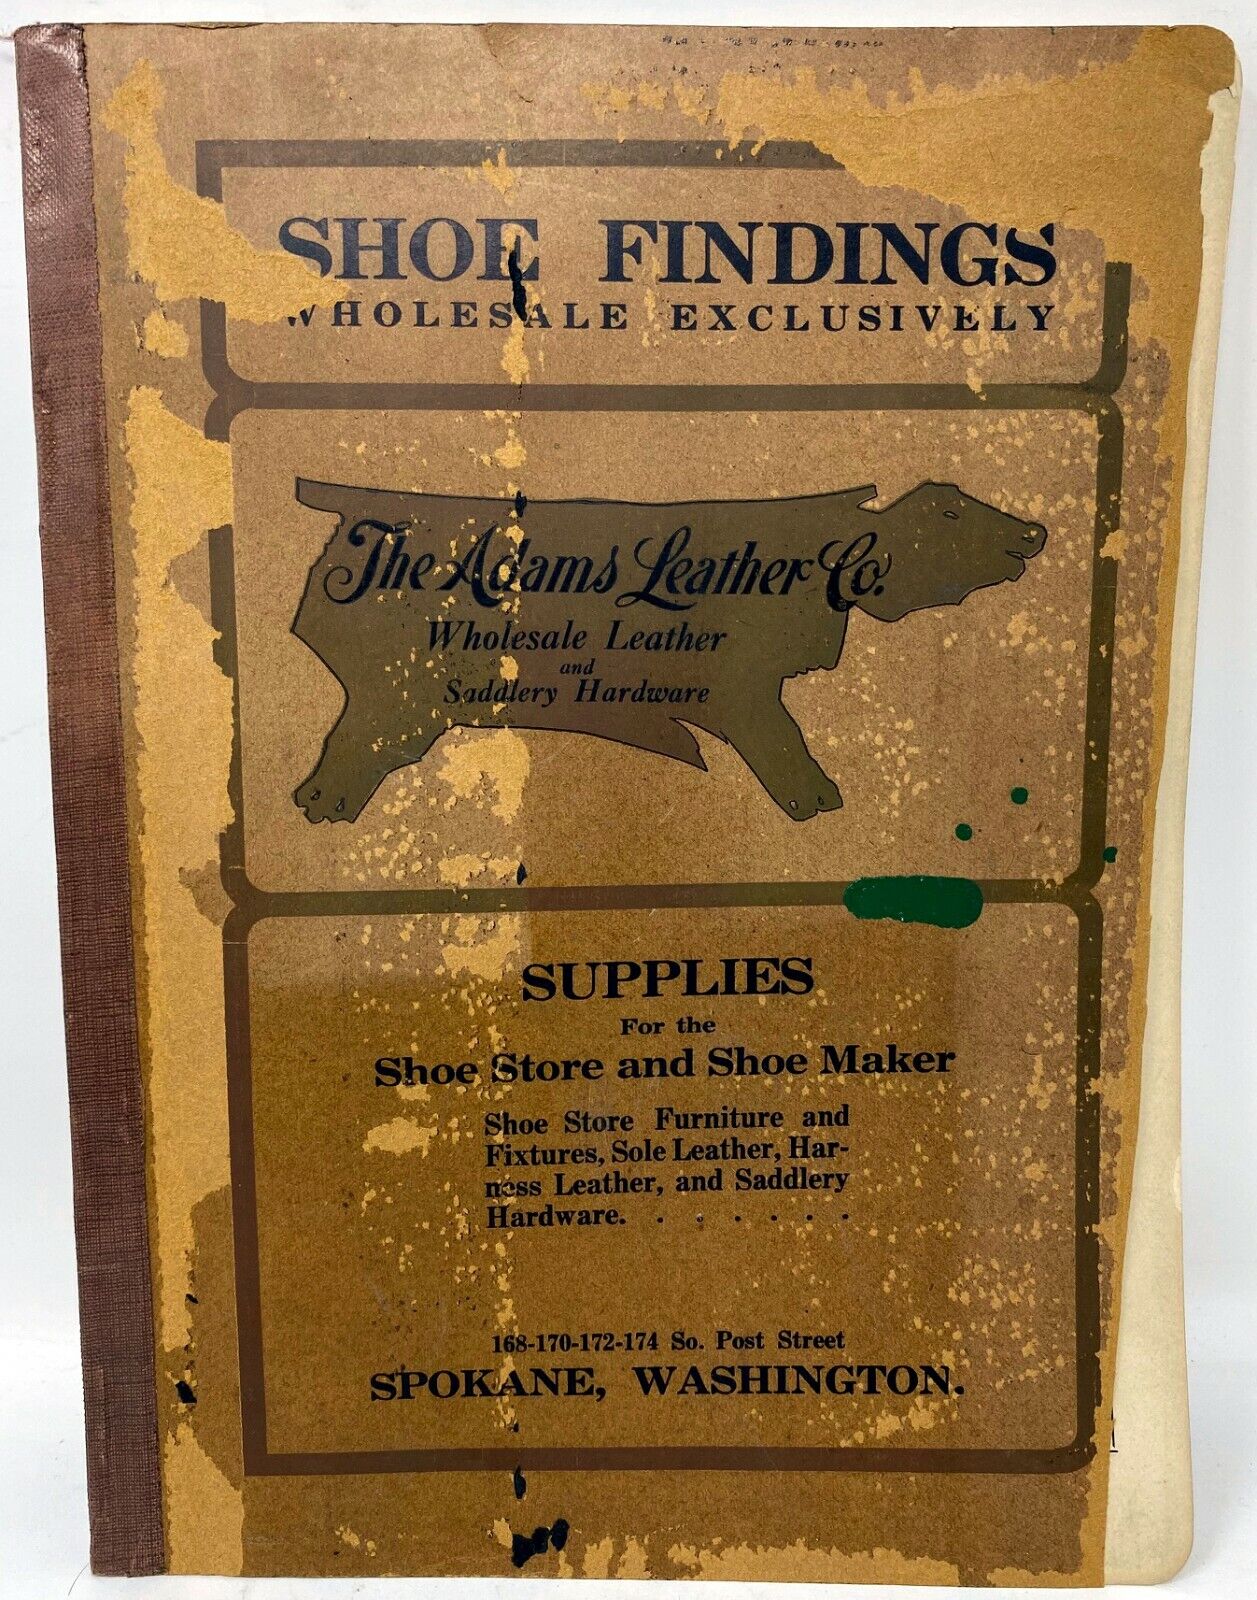 SHOE FINDINGS
WHOLESALE EXCLUSIVELY
The Adams Leather Co.
Wholesale Leather
and
Saddlery Hardware
SUPPLIES
For the
Shoe Store and Shoe Maker
Shoe Store Furniture and
Fixtures, Sole Leather, Har-
ness Leather, and Saddlery
Hardware. . . . . . . .
168-170-172-174 So. Post Street
SPOKANE, WASHINGTON.